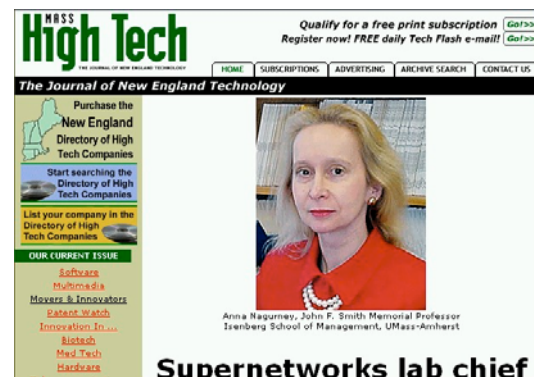 MASS
High Tech
THE JOURNAL OF NEW ENGLAND TECHNOLOGY
Qualify for a free print subscription Go!>>
Register now! FREE daily Tech Flash e-mail! Go!>>
HOME SUBSCRIPTIONS ADVERTISING ARCHIVE SEARCH CONTACT US
The Journal of New England Technology
Purchase the
New England
Directory of High
Tech Companies
Start searching the
Directory of High
Tech Companies
List your company in the
Directory of High
Tech Companies
OUR CURRENT ISSUE
Software
Multimedia
Movers & Innovators
Patent Watch
Innovation In ...
Biotech
Med Tech
Hardware
Anna Nagurney, John F. Smith Memorial Professor
Isenberg School of Management, UMass-Amherst
Supernetworks lab chief